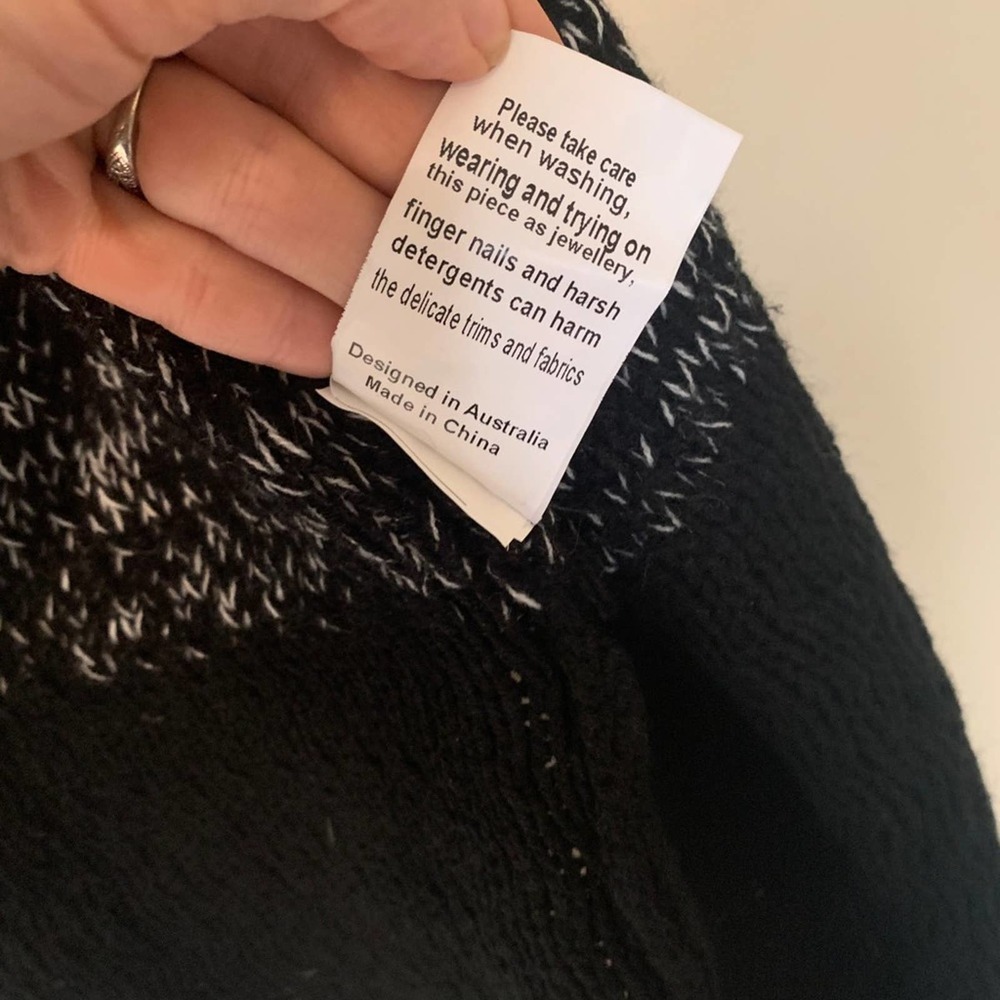 Please take care
when washing,
wearing and trying on
this piece as jewellery,
finger nails and harsh
detergents can harm
the delicate trims and fabrics
Designed in Australia
Made in China